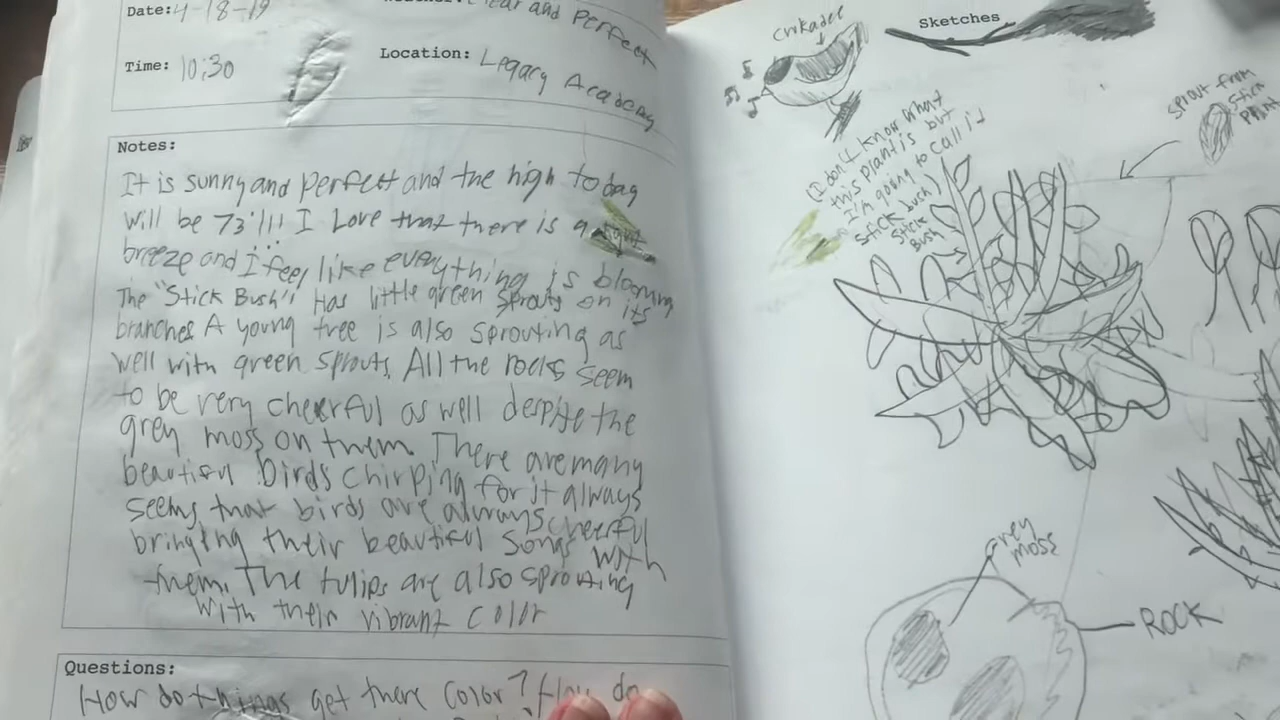 Date: 4-18-19
Clear and Perfect
Time: 10:30
Location: Legacy Academy
Notes:
It is sunny and perfect and the high today
will be 73°!!! I Love that there is a light
breeze and I feel like everything is blooming
The "Stick Bush" Has little green sprouts on its
branches A young tree is also sprouting as
well with green sprouts. All the rocks seem
to be very cheerful as well despite the
grey moss on them. There are many
beautiful birds chirping for it always
seems that birds are always cheerful
bringing their beautiful songs with
them. The tulips are also sprouting
with their vibrant color
Questions:
How do things get there color? How do
Sketches
chikadee
sprout from
stick
plant
(I don't know what
this plant is but
I'm going to call it
stick bush)
Stick
Bush
grey
moss
ROCK